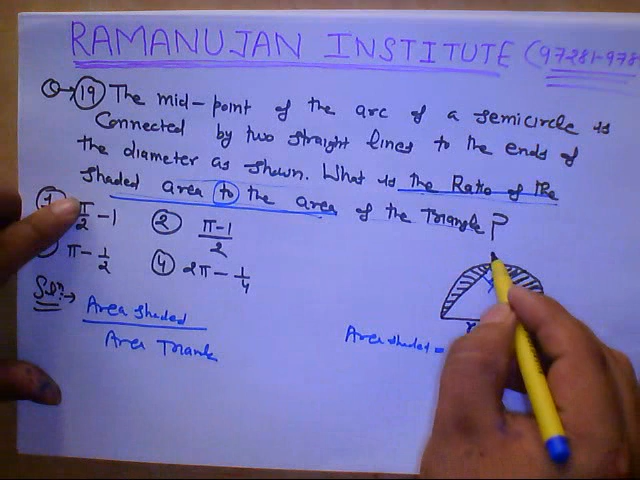 RAMANUJAN INSTITUTE (97281-978
Q→ 19 The mid-point of the arc of a semicircle is
Connected by two straight lines to the ends of
the diameter as shown. What is the Ratio of the
shaded area to the area of the triangle?
π/2 -1 2 π-1/2
π-1/2 4 2π-1/4
Soln:→ Area shaded
Area Triangle
Area shaded =